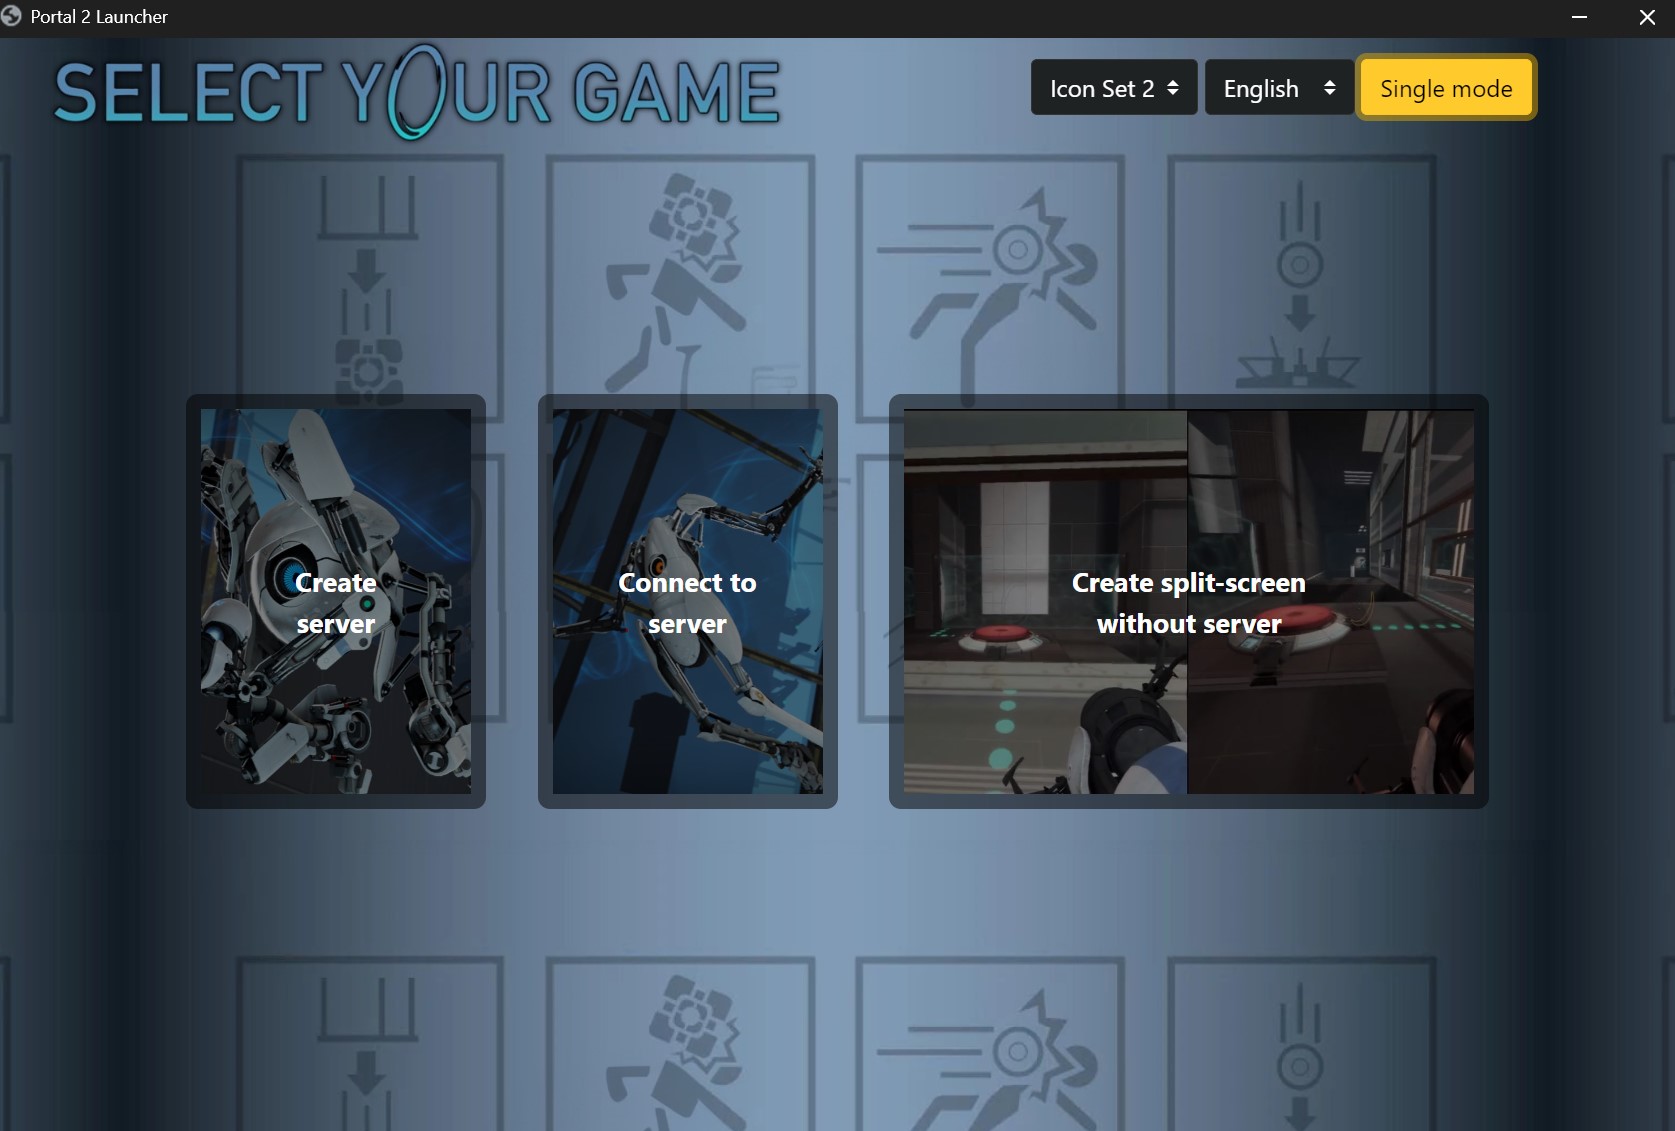 Portal 2 Launcher
SELECT YOUR GAME
Icon Set 2
English
Single mode
Create
server
Connect to
server
Create split-screen
without server